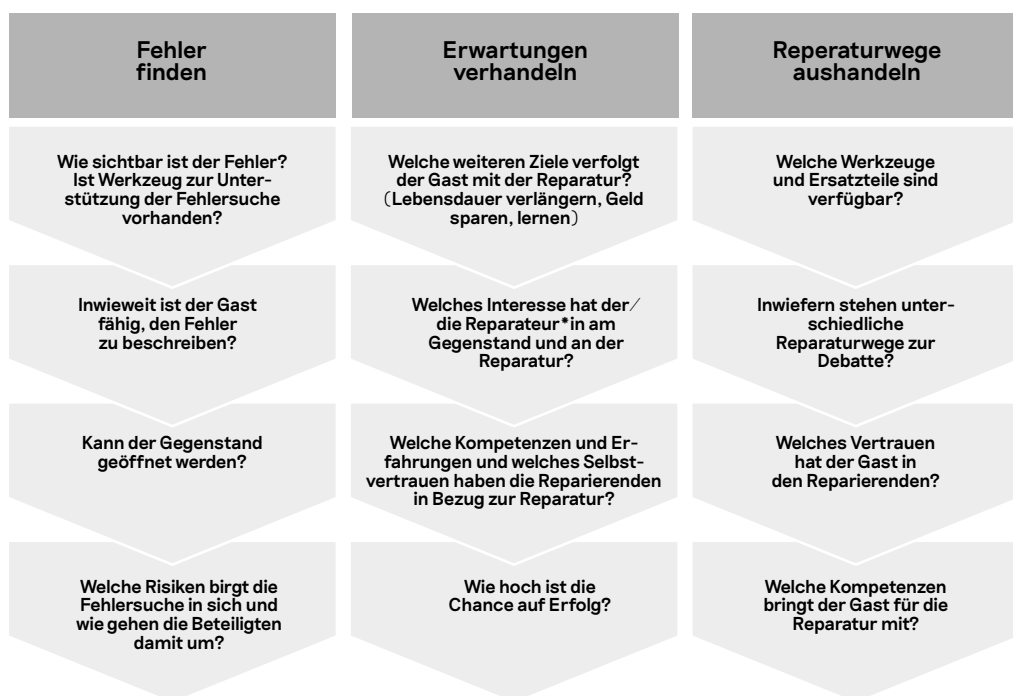 Fehler
finden
Wie sichtbar ist der Fehler?
Ist Werkzeug zur Unter-
stützung der Fehlersuche
vorhanden?
Inwieweit ist der Gast
fähig, den Fehler
zu beschreiben?
Kann der Gegenstand
geöffnet werden?
Welche Risiken birgt die
Fehlersuche in sich und
wie gehen die Beteiligten
damit um?
Erwartungen
verhandeln
Welche weiteren Ziele verfolgt
der Gast mit der Reparatur?
(Lebensdauer verlängern, Geld
sparen, lernen)
Welches Interesse hat der/
die Reparateur*in am
Gegenstand und an der
Reparatur?
Welche Kompetenzen und Er-
fahrungen und welches Selbst-
vertrauen haben die Reparierenden
in Bezug zur Reparatur?
Wie hoch ist die
Chance auf Erfolg?
Reperaturwege
aushandeln
Welche Werkzeuge
und Ersatzteile sind
verfügbar?
Inwiefern stehen unter-
schiedliche
Reparaturwege zur
Debatte?
Welches Vertrauen
hat der Gast in
den Reparierenden?
Welche Kompetenzen
bringt der Gast für die
Reparatur mit?